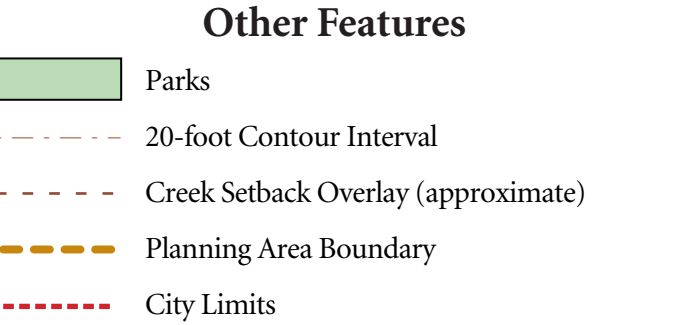 Other Features
Parks
20-foot Contour Interval
Creek Setback Overlay (approximate)
Planning Area Boundary
City Limits